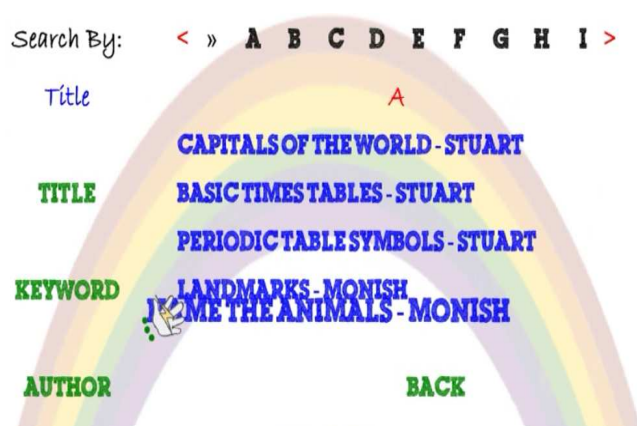 Search By: < » A B C D E F G H I >
Title A
CAPITALS OF THE WORLD - STUART
TITLE BASIC TIMES TABLES - STUART
PERIODIC TABLE SYMBOLS - STUART
KEYWORD LANDMARKS - MONISH
THE ANIMALS - MONISH
AUTHOR BACK